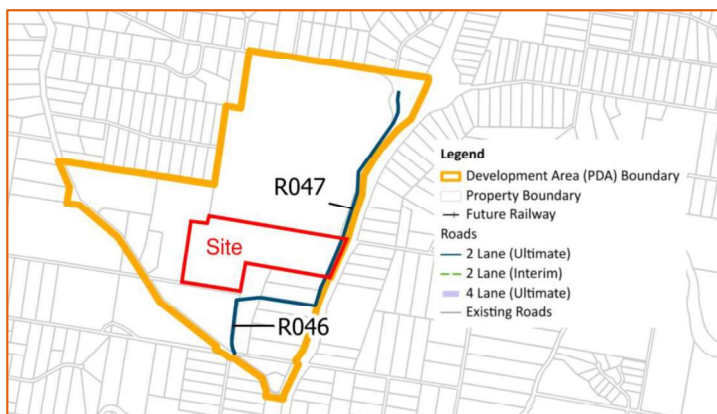 R047
Site
R046
Legend
Development Area (PDA) Boundary
Property Boundary
Future Railway
Roads
2 Lane (Ultimate)
2 Lane (Interim)
4 Lane (Ultimate)
Existing Roads